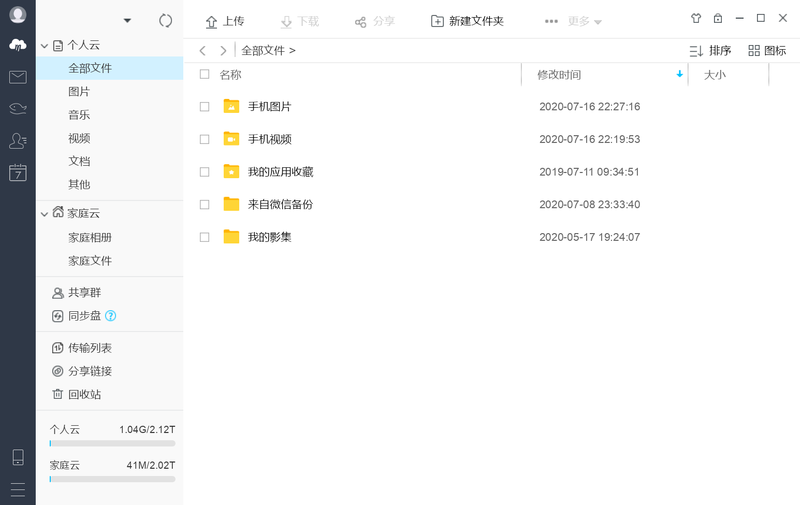 上传
下载
分享
新建文件夹
更多
个人云
全部文件
图片
音乐
视频
文档
其他
家庭云
家庭相册
家庭文件
共享群
同步盘 ?
传输列表
分享链接
回收站
个人云 1.04G/2.12T
家庭云 41M/2.02T
7
全部文件 >
排序
图标
名称 修改时间 大小
手机图片 2020-07-16 22:27:16
手机视频 2020-07-16 22:19:53
我的应用收藏 2019-07-11 09:34:51
来自微信备份 2020-07-08 23:33:40
我的影集 2020-05-17 19:24:07